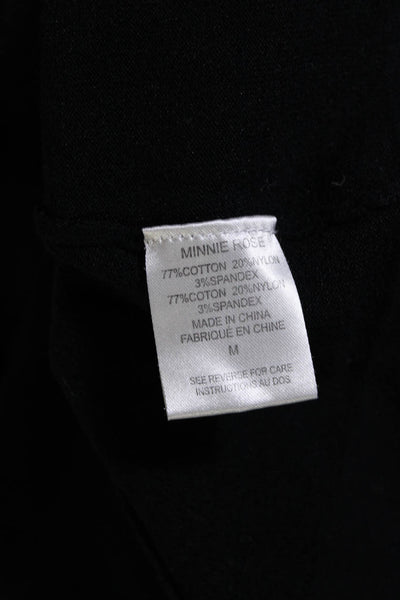 MINNIE ROSE
77%COTTON 20%NYLON
3%SPANDEX
77%COTON 20%NYLON
3%SPANDEX
MADE IN CHINA
FABRIQUE EN CHINE
M
SEE REVERSE FOR CARE
INSTRUCTIONS AU DOS